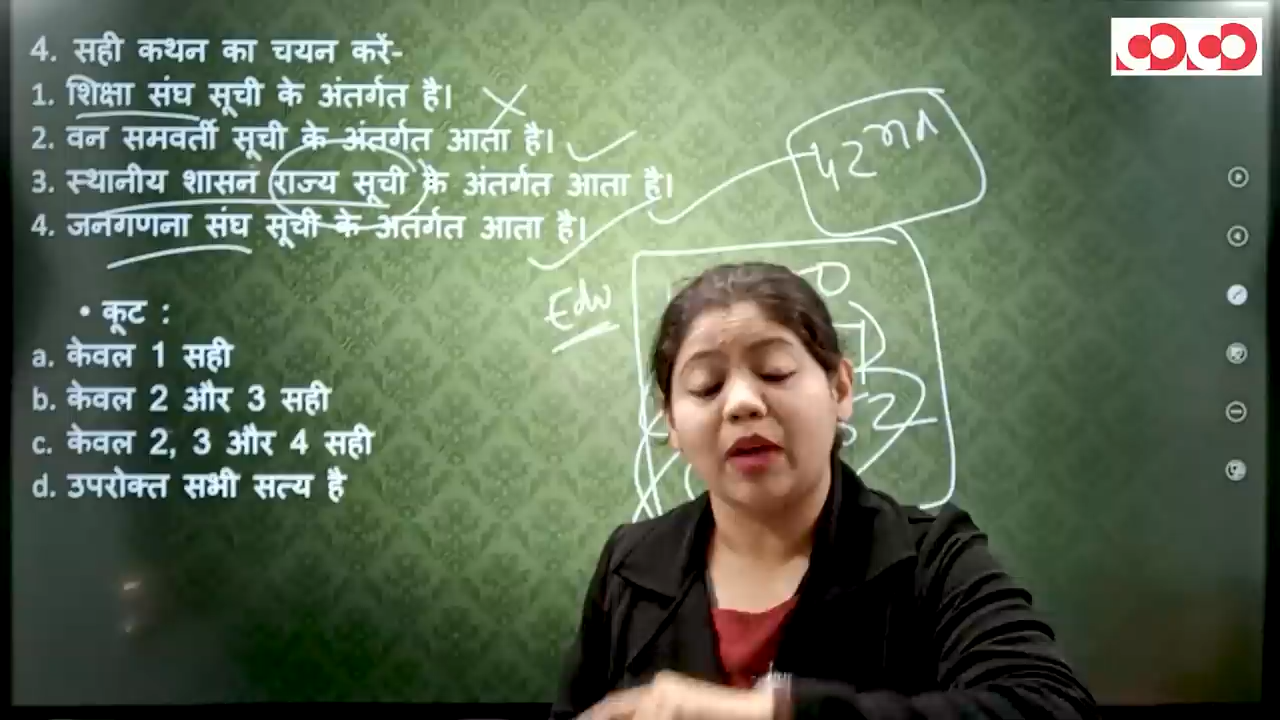 4. सही कथन का चयन करें-
1. शिक्षा संघ सूची के अंतर्गत है।
2. वन समवर्ती सूची के अंतर्गत आता है।
3. स्थानीय शासन राज्य सूची के अंतर्गत आता है।
4. जनगणना संघ सूची के अंतर्गत आता है।
42nd
Edu
• कूट :
a. केवल 1 सही
b. केवल 2 और 3 सही
c. केवल 2, 3 और 4 सही
d. उपरोक्त सभी सत्य है